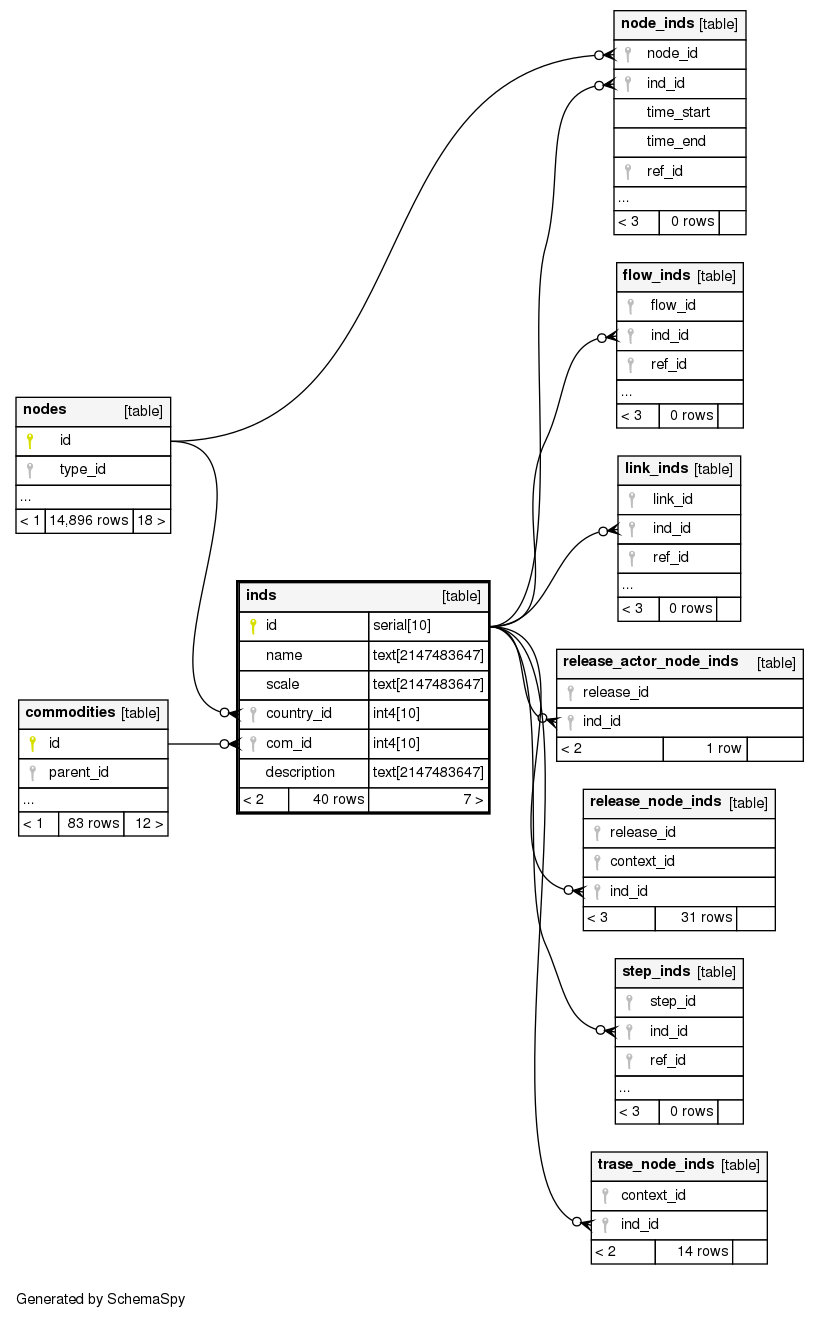 node_inds [table]
node_id
ind_id
time_start
time_end
ref_id
...
< 3 0 rows
flow_inds [table]
flow_id
ind_id
ref_id
...
< 3 0 rows
nodes [table]
id
type_id
...
< 1 14,896 rows 18 >
link_inds [table]
link_id
ind_id
ref_id
...
< 3 0 rows
inds [table]
id serial[10]
name text[2147483647]
scale text[2147483647]
country_id int4[10]
com_id int4[10]
description text[2147483647]
< 2 40 rows 7 >
commodities [table]
id
parent_id
...
< 1 83 rows 12 >
release_actor_node_inds [table]
release_id
ind_id
< 2 1 row
release_node_inds [table]
release_id
context_id
ind_id
< 3 31 rows
step_inds [table]
step_id
ind_id
ref_id
...
< 3 0 rows
trase_node_inds [table]
context_id
ind_id
< 2 14 rows
Generated by SchemaSpy